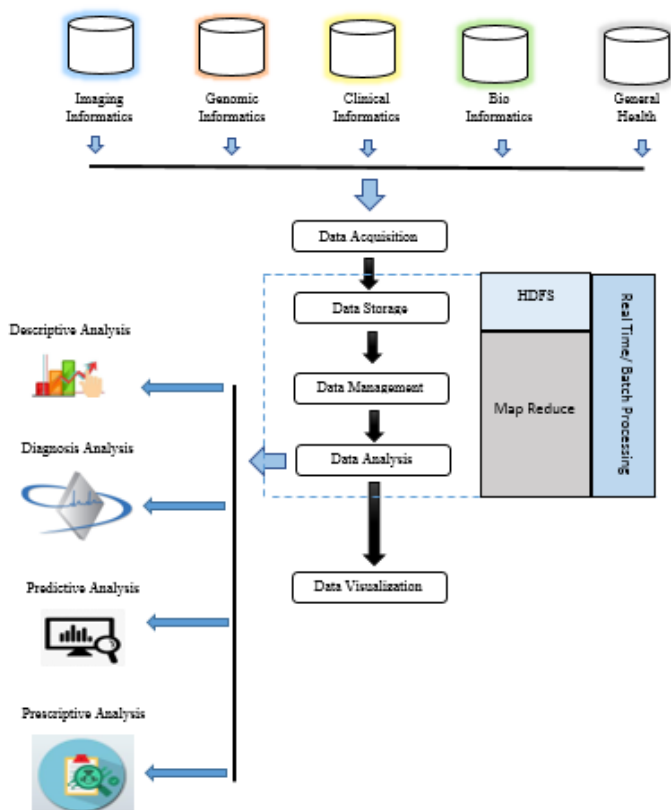 Imaging
Informatics
Genomic
Informatics
Clinical
Informatics
Bio
Informatics
General
Health
Data Acquisition
Data Storage
HDFS
Real Time/ Batch Processing
Descriptive Analysis
Data Management
Map Reduce
Diagnosis Analysis
Data Analysis
Data Visualization
Predictive Analysis
Prescriptive Analysis